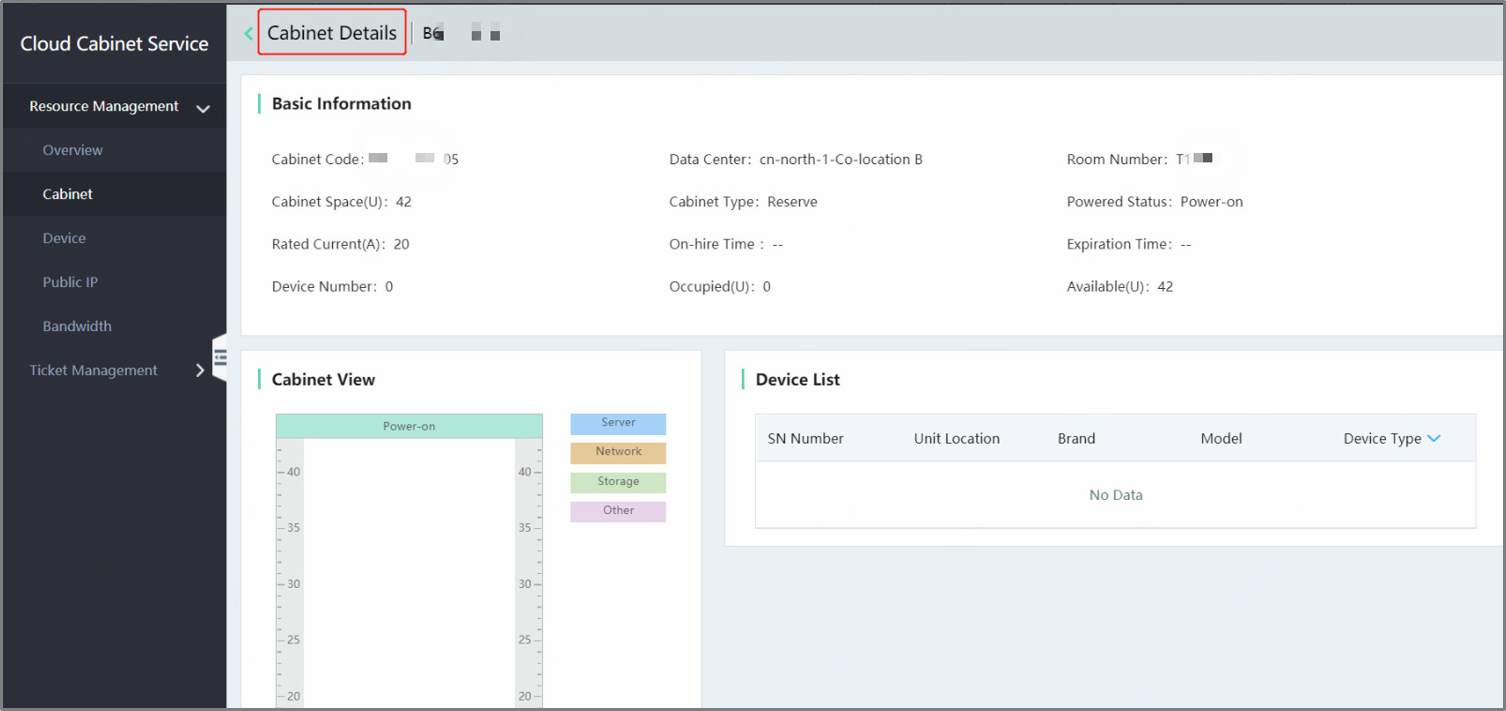 Cloud Cabinet Service
Resource Management
Overview
Cabinet
Device
Public IP
Bandwidth
Ticket Management
Cabinet Details
Basic Information
Cabinet Code: 05 Data Center: cn-north-1-Co-location B Room Number: T1
Cabinet Space(U): 42 Cabinet Type: Reserve Powered Status: Power-on
Rated Current(A): 20 On-hire Time : -- Expiration Time: --
Device Number: 0 Occupied(U): 0 Available(U): 42
Cabinet View
Power-on
40 40
35 35
30 30
25 25
20 20
Server
Network
Storage
Other
Device List
SN Number Unit Location Brand Model Device Type
No Data